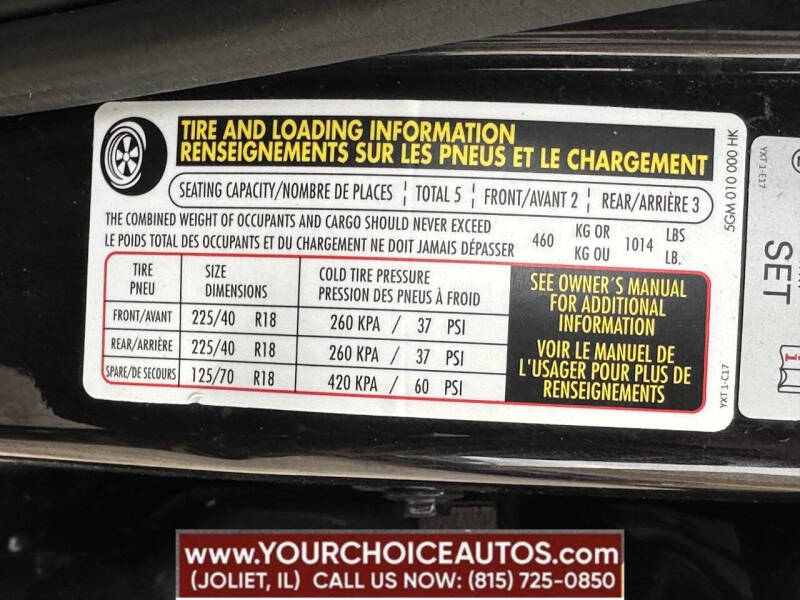 TIRE AND LOADING INFORMATION
RENSEIGNEMENTS SUR LES PNEUS ET LE CHARGEMENT
SEATING CAPACITY/NOMBRE DE PLACES ¦ TOTAL 5 ¦ FRONT/AVANT 2 ¦ REAR/ARRIÈRE 3
THE COMBINED WEIGHT OF OCCUPANTS AND CARGO SHOULD NEVER EXCEED
LE POIDS TOTAL DES OCCUPANTS ET DU CHARGEMENT NE DOIT JAMAIS DÉPASSER
460 KG OR 1014 LBS
KG OU LB.
TIRE SIZE COLD TIRE PRESSURE
PNEU DIMENSIONS PRESSION DES PNEUS À FROID
FRONT/AVANT 225/40 R18 260 KPA / 37 PSI
REAR/ARRIÈRE 225/40 R18 260 KPA / 37 PSI
SPARE/DE SECOURS 125/70 R18 420 KPA / 60 PSI
SEE OWNER´S MANUAL
FOR ADDITIONAL
INFORMATION
VOIR LE MANUEL DE
L'USAGER POUR PLUS DE
RENSEIGNEMENTS
5GM 010 000 HK
YXT 1-C17
YXT 1-E17
SET
www.YOURCHOICEAUTOS.com
(JOLIET, IL) CALL US NOW: (815) 725-0850